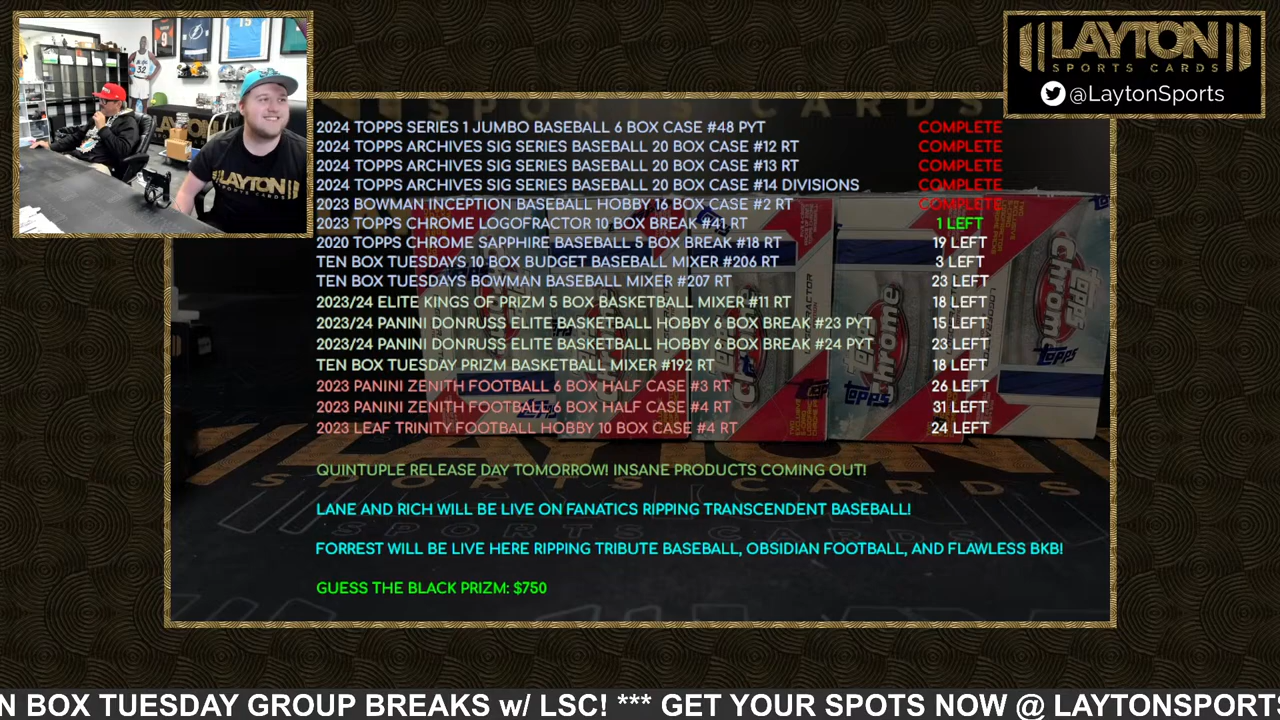 LAYTON
SPORTS CARDS
@LaytonSports
2024 TOPPS SERIES 1 JUMBO BASEBALL 6 BOX CASE #48 PYT COMPLETE
2024 TOPPS ARCHIVES SIG SERIES BASEBALL 20 BOX CASE #12 RT COMPLETE
2024 TOPPS ARCHIVES SIG SERIES BASEBALL 20 BOX CASE #13 RT COMPLETE
2024 TOPPS ARCHIVES SIG SERIES BASEBALL 20 BOX CASE #14 DIVISIONS COMPLETE
2023 BOWMAN INCEPTION BASEBALL HOBBY 16 BOX CASE #2 RT COMPLETE
2023 TOPPS CHROME LOGOFRACTOR 10 BOX BREAK #41 RT 1 LEFT
2020 TOPPS CHROME SAPPHIRE BASEBALL 5 BOX BREAK #18 RT 19 LEFT
TEN BOX TUESDAYS 10 BOX BUDGET BASEBALL MIXER #206 RT 3 LEFT
TEN BOX TUESDAYS BOWMAN BASEBALL MIXER #207 RT 23 LEFT
2023/24 ELITE KINGS OF PRIZM 5 BOX BASKETBALL MIXER #11 RT 18 LEFT
2023/24 PANINI DONRUSS ELITE BASKETBALL HOBBY 6 BOX BREAK #23 PYT 15 LEFT
2023/24 PANINI DONRUSS ELITE BASKETBALL HOBBY 6 BOX BREAK #24 PYT 23 LEFT
TEN BOX TUESDAY PRIZM BASKETBALL MIXER #192 RT 18 LEFT
2023 PANINI ZENITH FOOTBALL 6 BOX HALF CASE #3 RT 26 LEFT
2023 PANINI ZENITH FOOTBALL 6 BOX HALF CASE #4 RT 31 LEFT
2023 LEAF TRINITY FOOTBALL HOBBY 10 BOX CASE #4 RT 24 LEFT
QUINTUPLE RELEASE DAY TOMORROW! INSANE PRODUCTS COMING OUT!
LANE AND RICH WILL BE LIVE ON FANATICS RIPPING TRANSCENDENT BASEBALL!
FORREST WILL BE LIVE HERE RIPPING TRIBUTE BASEBALL, OBSIDIAN FOOTBALL, AND FLAWLESS BKB!
GUESS THE BLACK PRIZM: $750
N BOX TUESDAY GROUP BREAKS w/ LSC! *** GET YOUR SPOTS NOW @ LAYTONSPORTS
LAYTON
32
15
9
Topps
Chrome
Topps
Chrome
LAYTON
SPORTS CARDS